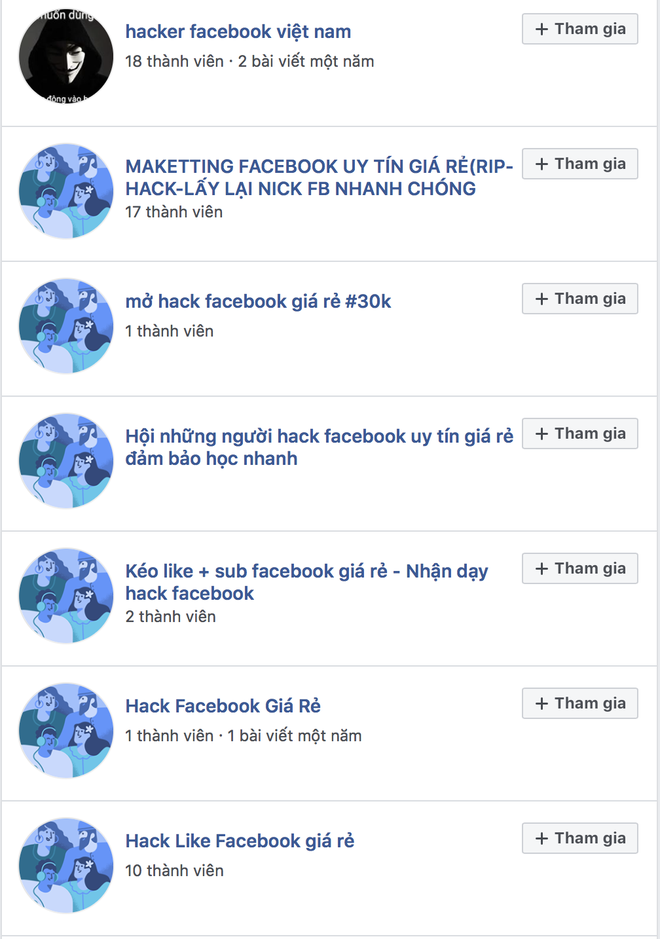 muốn dùng
động vào
hacker facebook việt nam
18 thành viên · 2 bài viết một năm
+ Tham gia
MAKETTING FACEBOOK UY TÍN GIÁ RẺ(RIP-
HACK-LẤY LẠI NICK FB NHANH CHÓNG
17 thành viên
+ Tham gia
mở hack facebook giá rẻ #30k
1 thành viên
+ Tham gia
Hội những người hack facebook uy tín giá rẻ
đảm bảo học nhanh
+ Tham gia
Kéo like + sub facebook giá rẻ - Nhận dạy
hack facebook
2 thành viên
+ Tham gia
Hack Facebook Giá Rẻ
1 thành viên · 1 bài viết một năm
+ Tham gia
Hack Like Facebook giá rẻ
10 thành viên
+ Tham gia